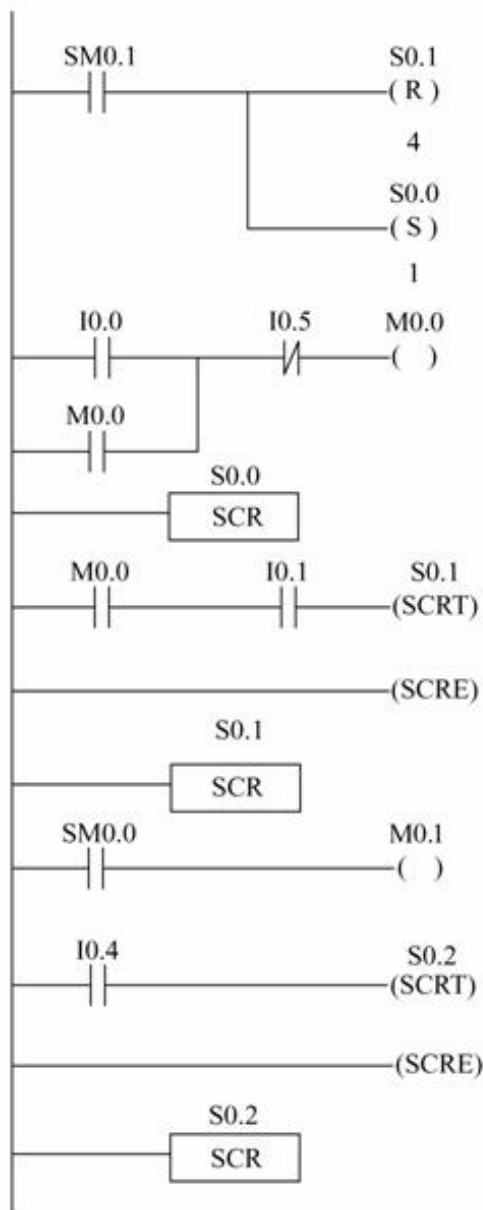 SM0.1 S0.1
( R )
4
S0.0
( S )
1
I0.0 I0.5 M0.0
( )
M0.0
S0.0
SCR
M0.0 I0.1 S0.1
(SCRT)
(SCRE)
S0.1
SCR
SM0.0 M0.1
( )
I0.4 S0.2
(SCRT)
(SCRE)
S0.2
SCR